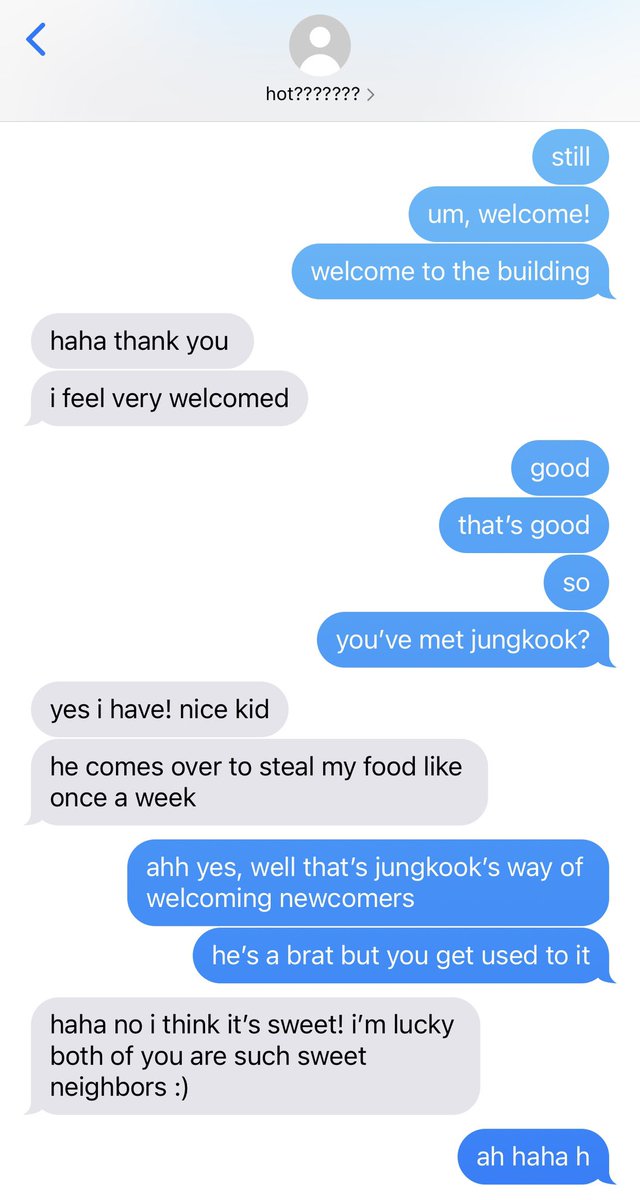 hot???????
still
um, welcome!
welcome to the building
haha thank you
i feel very welcomed
good
that’s good
so
you’ve met jungkook?
yes i have! nice kid
he comes over to steal my food like
once a week
ahh yes, well that’s jungkook’s way of
welcoming newcomers
he’s a brat but you get used to it
haha no i think it’s sweet! i’m lucky
both of you are such sweet
neighbors :)
ah haha h